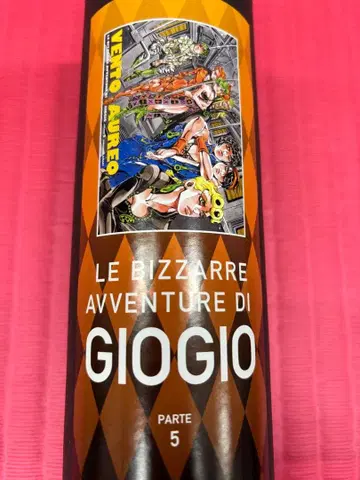 VENTO AUREO
LE BIZZARRE
AVVENTURE DI
GIOGIO
PARTE
5